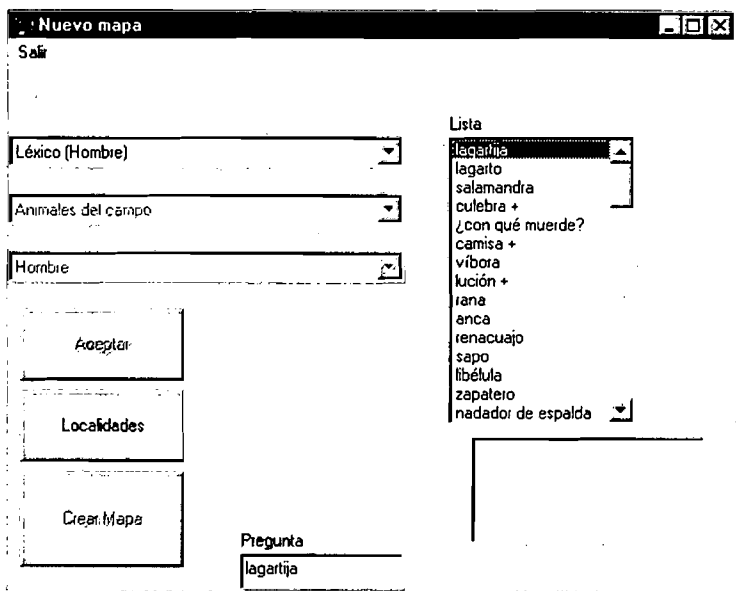 Nuevo mapa
Salir
Léxico (Hombre)
Animales del campo
Hombre
Aceptar
Localidades
Crear Mapa
Pregunta
lagartija
Lista
lagartija
lagarto
salamandra
culebra +
¿con qué muerde?
camisa +
víbora
lución +
rana
anca
renacuajo
sapo
libélula
zapatero
nadador de espalda